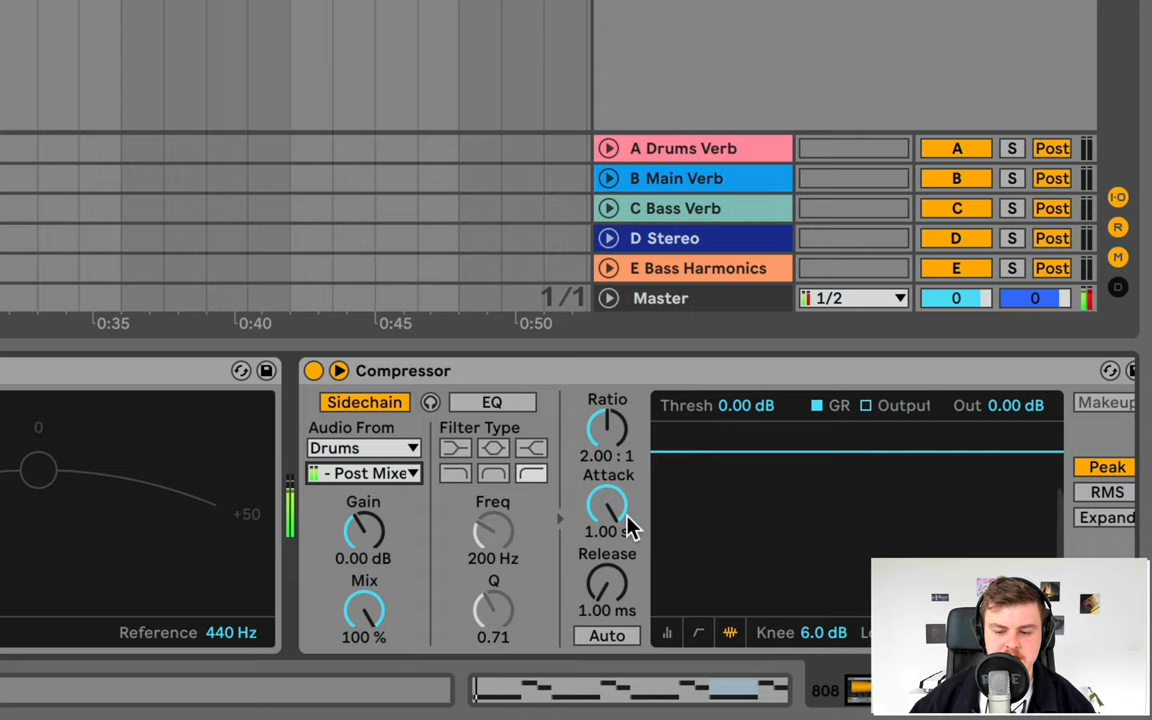 A Drums Verb
A
S
Post
B Main Verb
B
S
Post
C Bass Verb
C
S
Post
D Stereo
D
S
Post
E Bass Harmonics
E
S
Post
1/1
Master
1/2
0
0
I·O
R
M
D
0:35
0:40
0:45
0:50
Compressor
Sidechain
EQ
Ratio
Thresh 0.00 dB
GR
Output
Out 0.00 dB
Makeup
Audio From
Filter Type
0
Drums
2.00 : 1
- Post Mixe
Attack
Peak
RMS
Gain
Freq
+50
Expand
1.00
0.00 dB
200 Hz
Release
Mix
Q
1.00 ms
Reference 440 Hz
100 %
0.71
Auto
Knee 6.0 dB
808